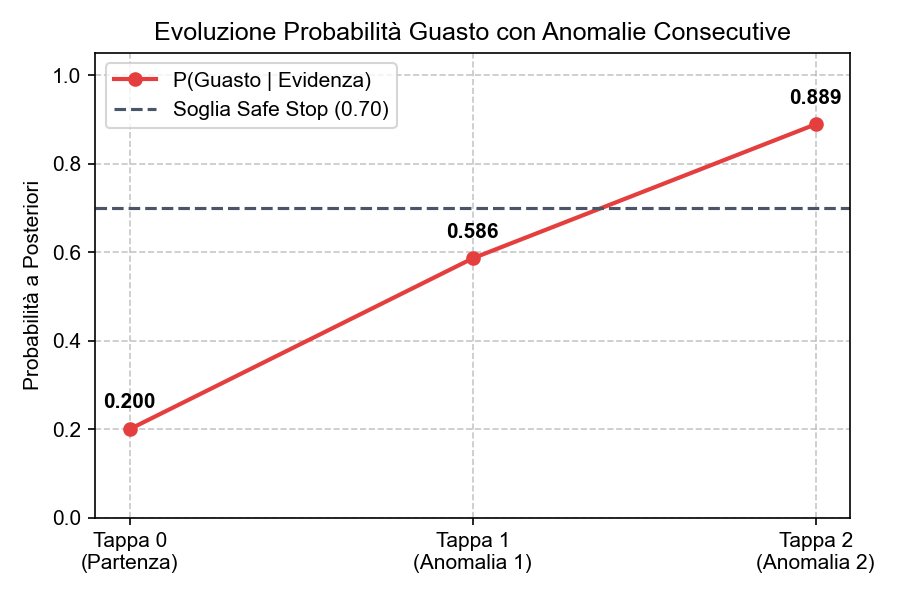 Evoluzione Probabilità Guasto con Anomalie Consecutive
P(Guasto | Evidenza)
Soglia Safe Stop (0.70)
Probabilità a Posteriori
1.0
0.8
0.6
0.4
0.2
0.0
0.200
0.586
0.889
Tappa 0
(Partenza)
Tappa 1
(Anomalia 1)
Tappa 2
(Anomalia 2)